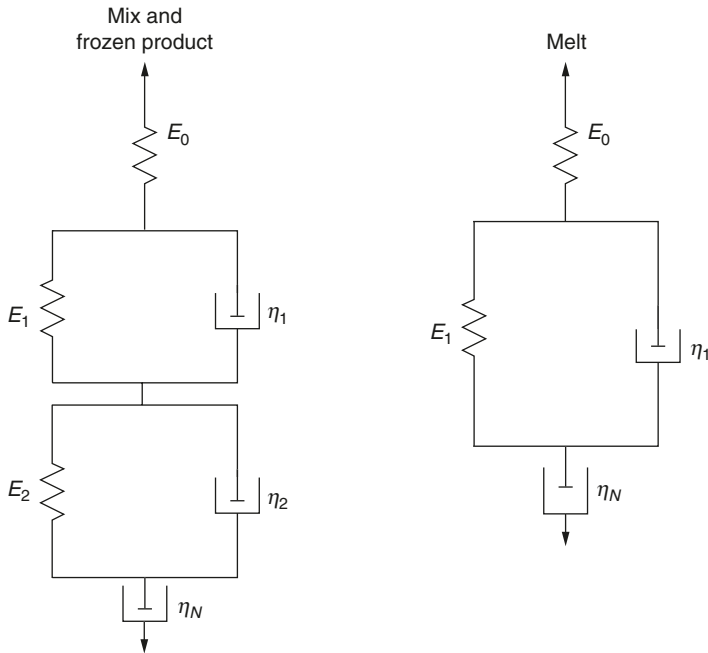 Mix and
frozen product
E0
E1
η1
E2
η2
ηN
Melt
E0
E1
η1
ηN